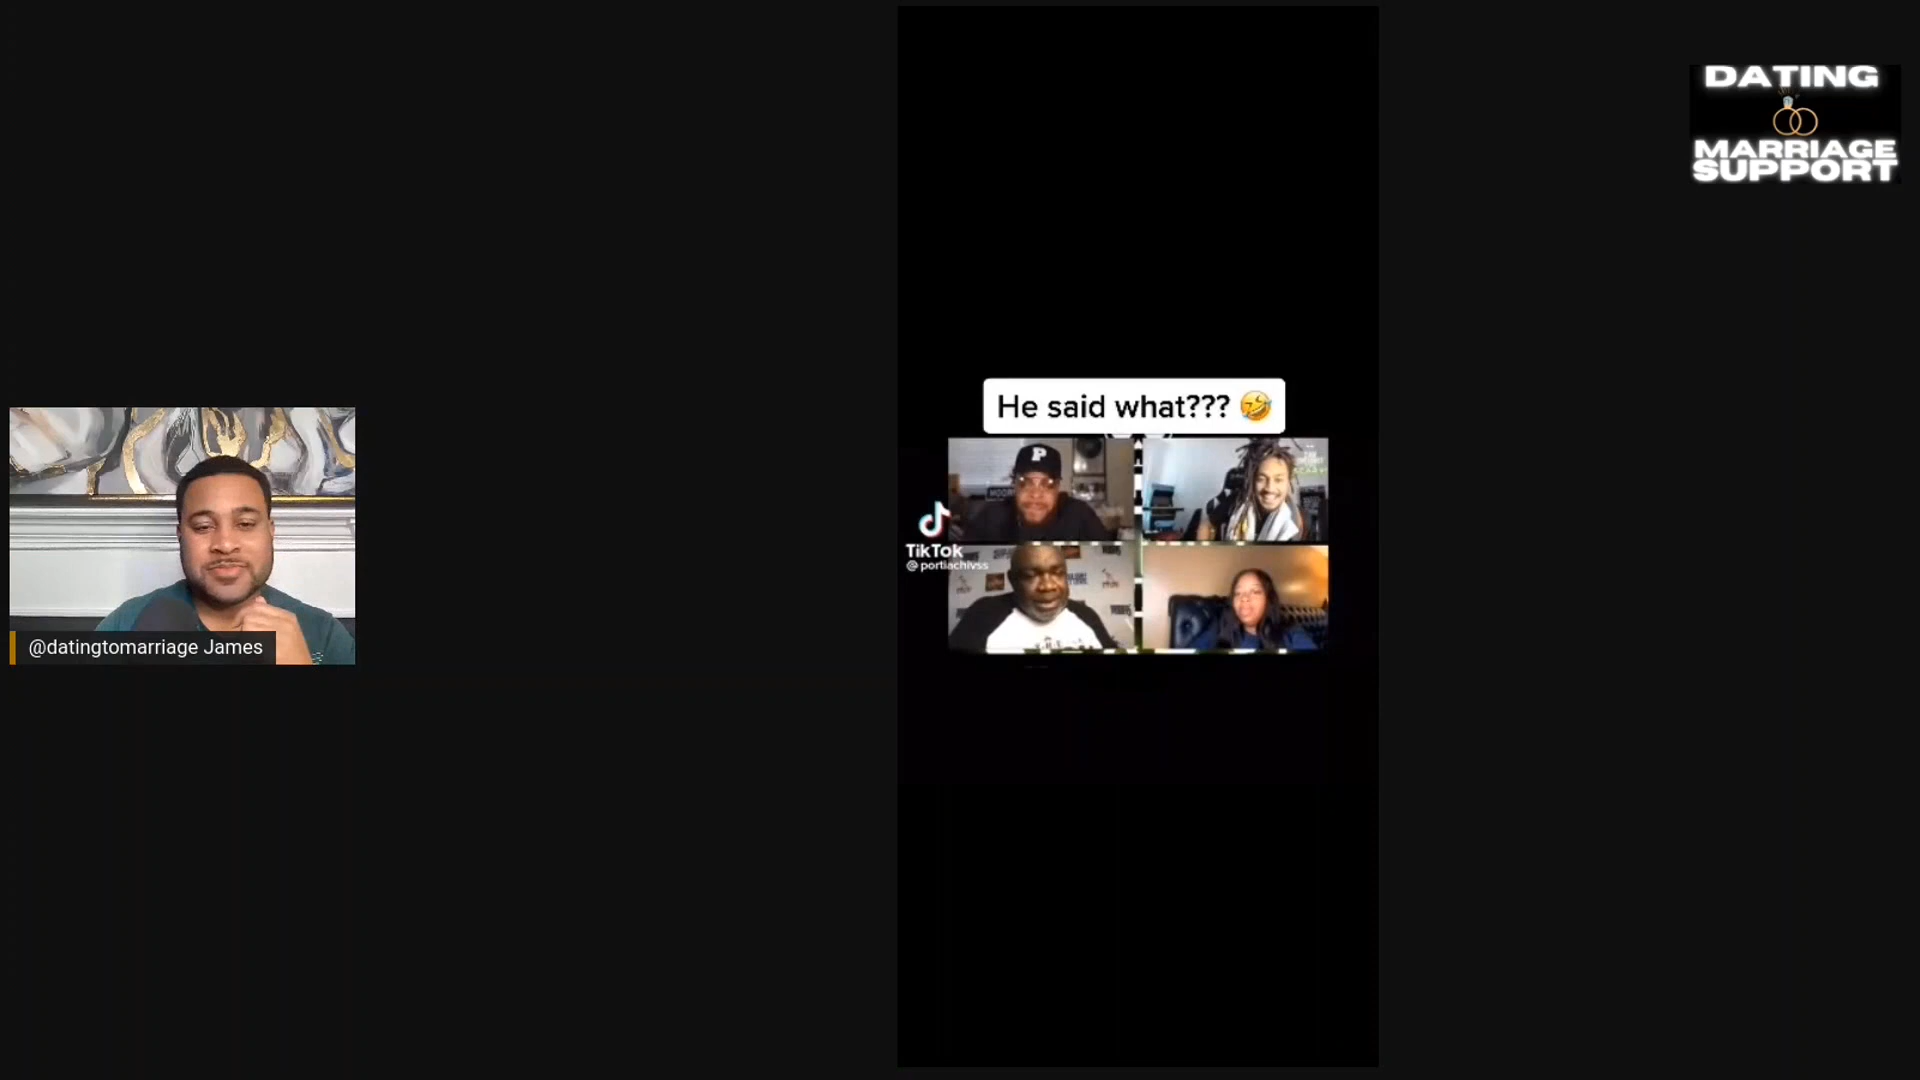 DATING
MARRIAGE
SUPPORT
He said what??? 🤣
P
TikTok
@portiachivss
@datingtomarriage James